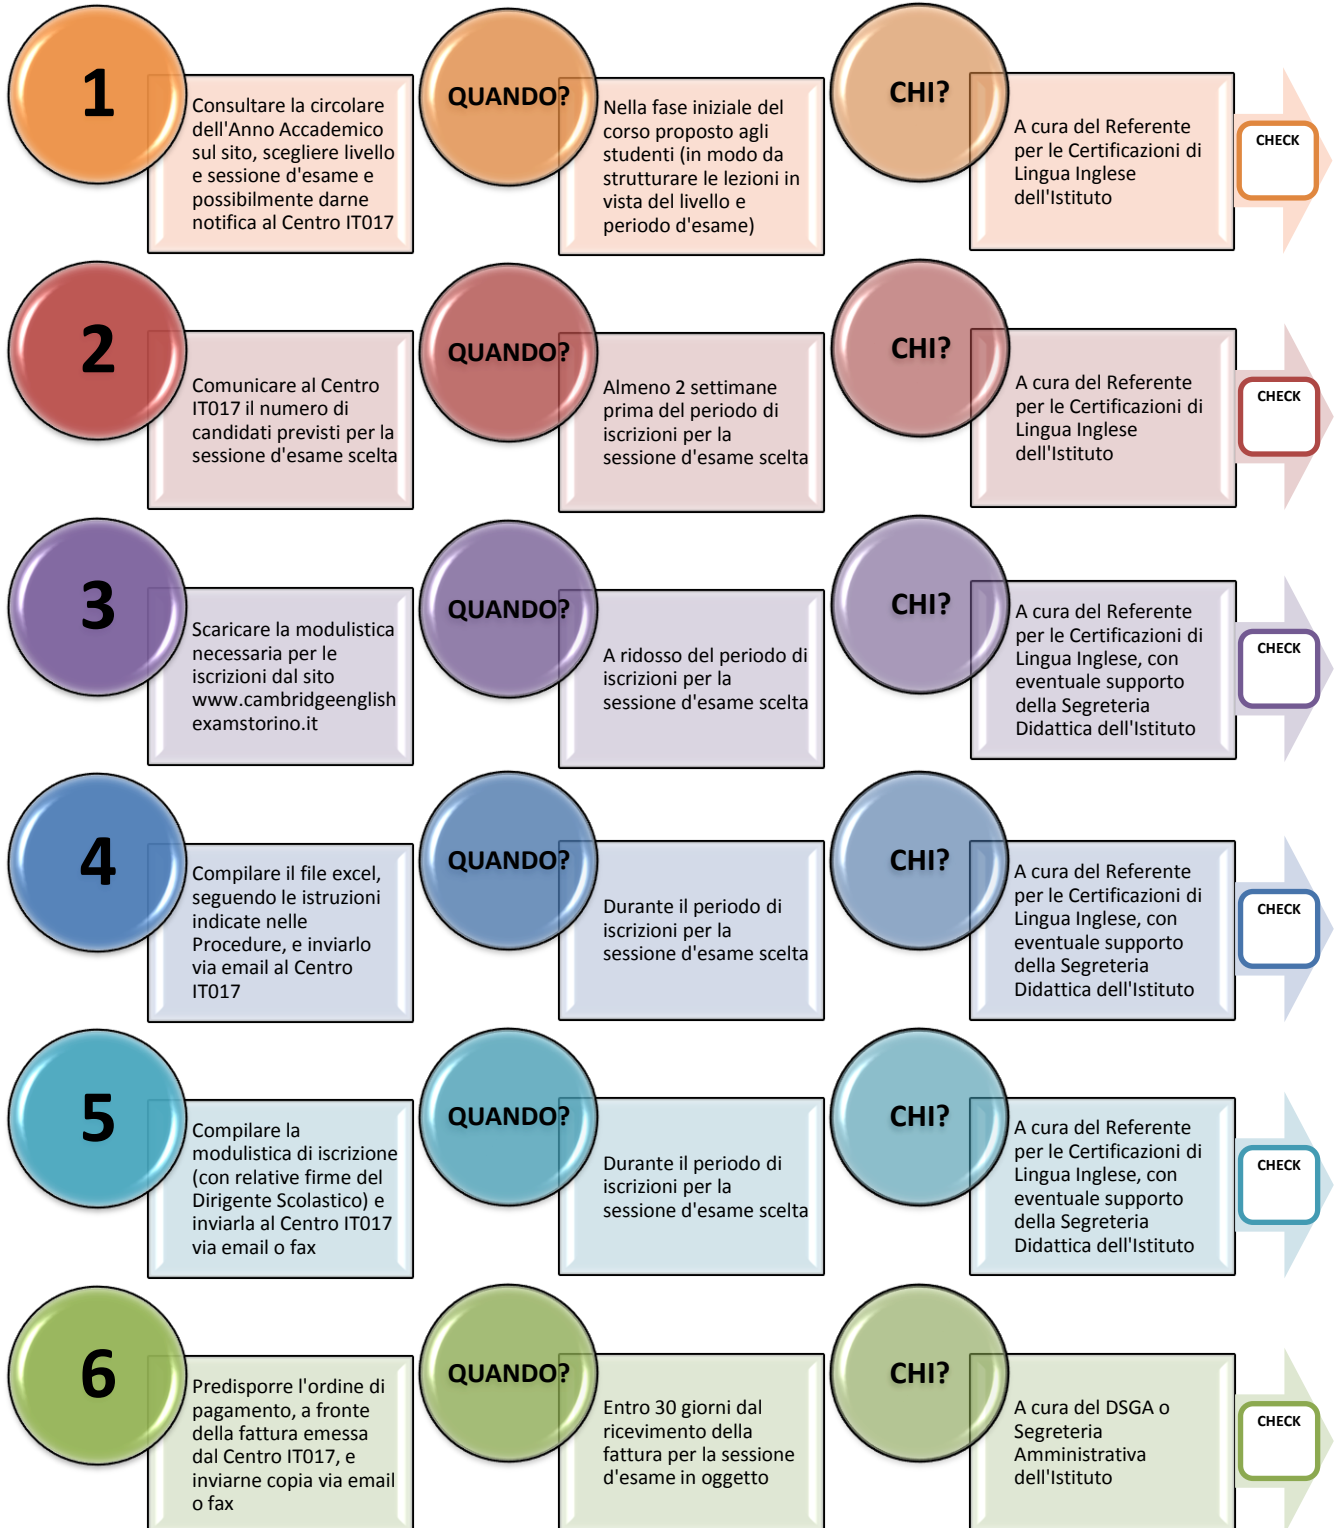 1
Consultare la circolare
dell'Anno Accademico
sul sito, scegliere livello
e sessione d'esame e
possibilmente darne
notifica al Centro IT017
QUANDO?
Nella fase iniziale del
corso proposto agli
studenti (in modo da
strutturare le lezioni in
vista del livello e
periodo d'esame)
CHI?
A cura del Referente
per le Certificazioni di
Lingua Inglese
dell'Istituto
CHECK
2
Comunicare al Centro
IT017 il numero di
candidati previsti per la
sessione d'esame scelta
QUANDO?
Almeno 2 settimane
prima del periodo di
iscrizioni per la
sessione d'esame scelta
CHI?
A cura del Referente
per le Certificazioni di
Lingua Inglese
dell'Istituto
CHECK
3
Scaricare la modulistica
necessaria per le
iscrizioni dal sito
www.cambridgeenglish
examstorino.it
QUANDO?
A ridosso del periodo di
iscrizioni per la
sessione d'esame scelta
CHI?
A cura del Referente
per le Certificazioni di
Lingua Inglese, con
eventuale supporto
della Segreteria
Didattica dell'Istituto
CHECK
4
Compilare il file excel,
seguendo le istruzioni
indicate nelle
Procedure, e inviarlo
via email al Centro
IT017
QUANDO?
Durante il periodo di
iscrizioni per la
sessione d'esame scelta
CHI?
A cura del Referente
per le Certificazioni di
Lingua Inglese, con
eventuale supporto
della Segreteria
Didattica dell'Istituto
CHECK
5
Compilare la
modulistica di iscrizione
(con relative firme del
Dirigente Scolastico) e
inviarla al Centro IT017
via email o fax
QUANDO?
Durante il periodo di
iscrizioni per la
sessione d'esame scelta
CHI?
A cura del Referente
per le Certificazioni di
Lingua Inglese, con
eventuale supporto
della Segreteria
Didattica dell'Istituto
CHECK
6
Predisporre l'ordine di
pagamento, a fronte
della fattura emessa
dal Centro IT017, e
inviarne copia via email
o fax
QUANDO?
Entro 30 giorni dal
ricevimento della
fattura per la sessione
d'esame in oggetto
CHI?
A cura del DSGA o
Segreteria
Amministrativa
dell'Istituto
CHECK